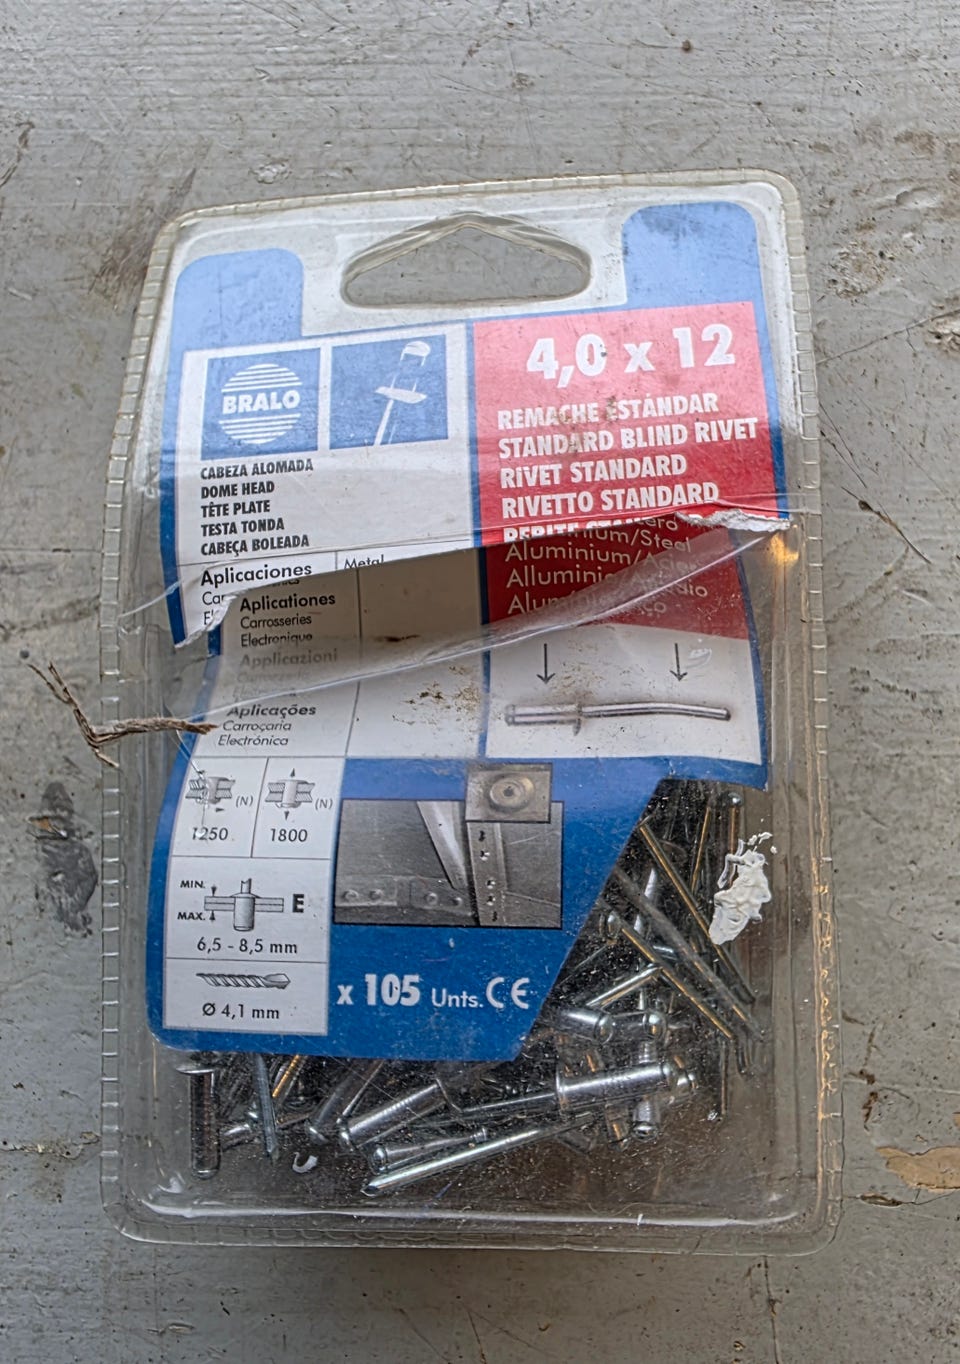 4,0 x 12
BRALO
REMACHE ESTÁNDAR
STANDARD BLIND RIVET
RIVET STANDARD
RIVETTO STANDARD
CABEZA ALOMADA
DOME HEAD
TÊTE PLATE
TESTA TONDA
CABEÇA BOLEADA
/Steel
Aluminium/Acier
Aplicaciones
Metal
Aplicationes
Carrosseries
Electronique
Applicazioni
Aplicações
Carroçaria
Electrónica
(N)
(N)
1250
1800
MIN.
MAX.
E
6,5 - 8,5 mm
Ø 4,1 mm
x 105 Unts. CE